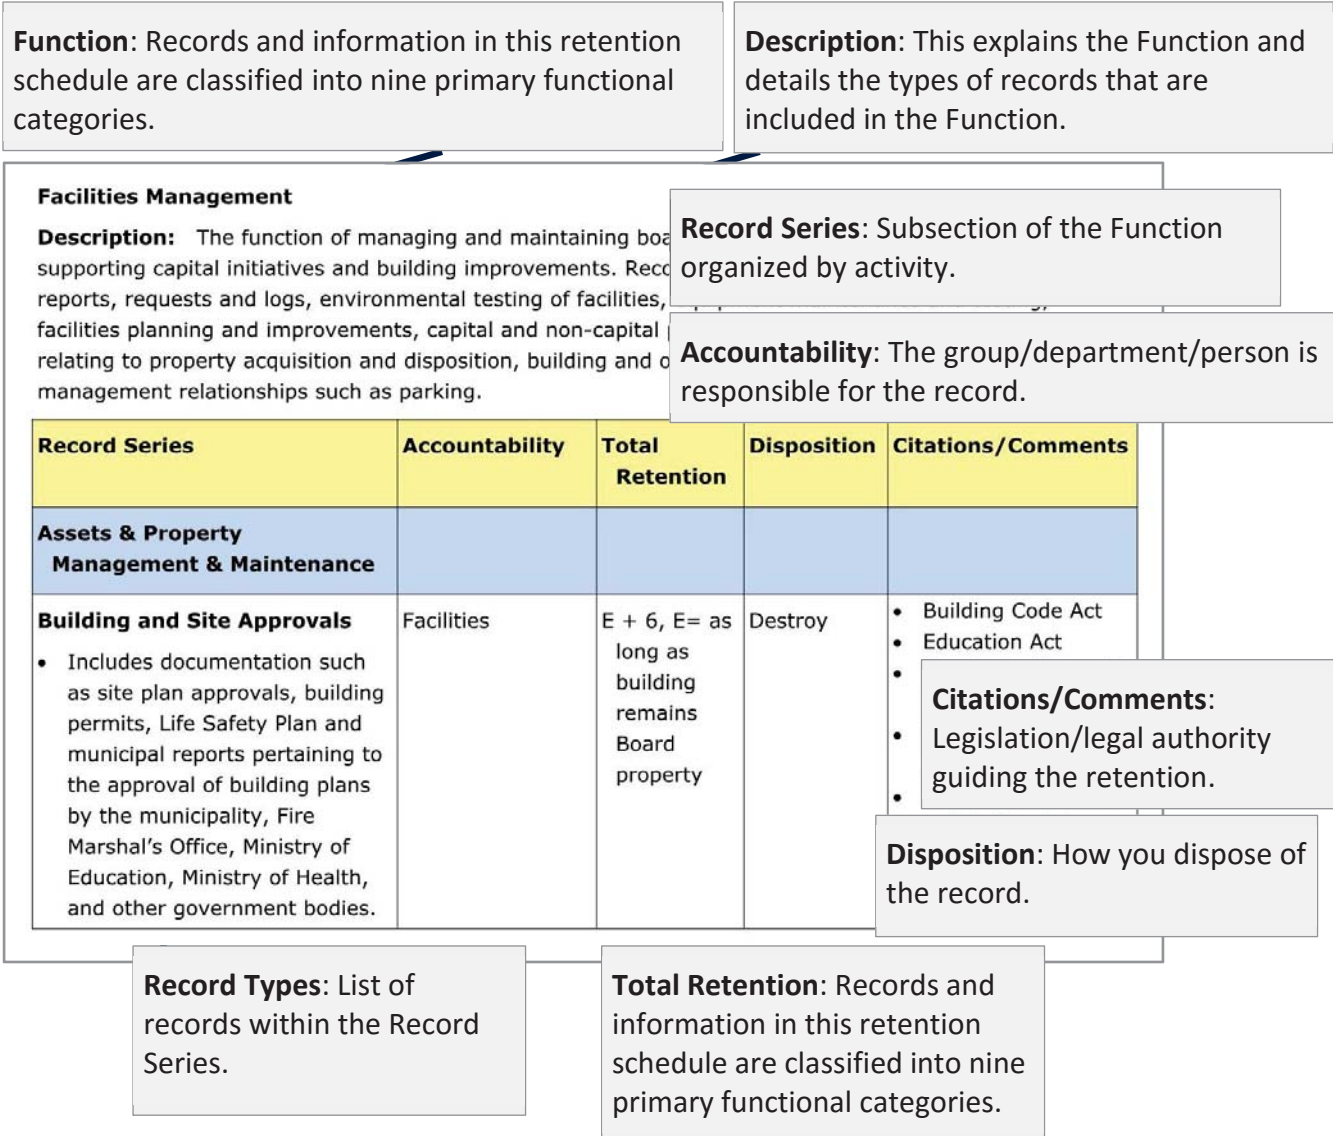 Function: Records and information in this retention
schedule are classified into nine primary functional
categories.
Description: This explains the Function and
details the types of records that are
included in the Function.
Facilities Management
Description: The function of managing and maintaining
supporting capital initiatives and building improvements.
reports, requests and logs, environmental testing of facilities,
facilities planning and improvements, capital and non-capital
relating to property acquisition and disposition, building and
management relationships such as parking.
Record Series: Subsection of the Function
organized by activity.
Accountability: The group/department/person is
responsible for the record.
Record Series Accountability Total Disposition Citations/Comments
Retention
Assets & Property
Management & Maintenance
Building and Site Approvals
• Includes documentation such
as site plan approvals, building
permits, Life Safety Plan and
municipal reports pertaining to
the approval of building plans
by the municipality, Fire
Marshal's Office, Ministry of
Education, Ministry of Health,
and other government bodies.
Facilities
E + 6, E= as
long as
building
remains
Board
property
Destroy
• Building Code Act
• Education Act
•
•
•
Citations/Comments:
Legislation/legal authority
guiding the retention.
Disposition: How you dispose of
the record.
Record Types: List of
records within the Record
Series.
Total Retention: Records and
information in this retention
schedule are classified into nine
primary functional categories.